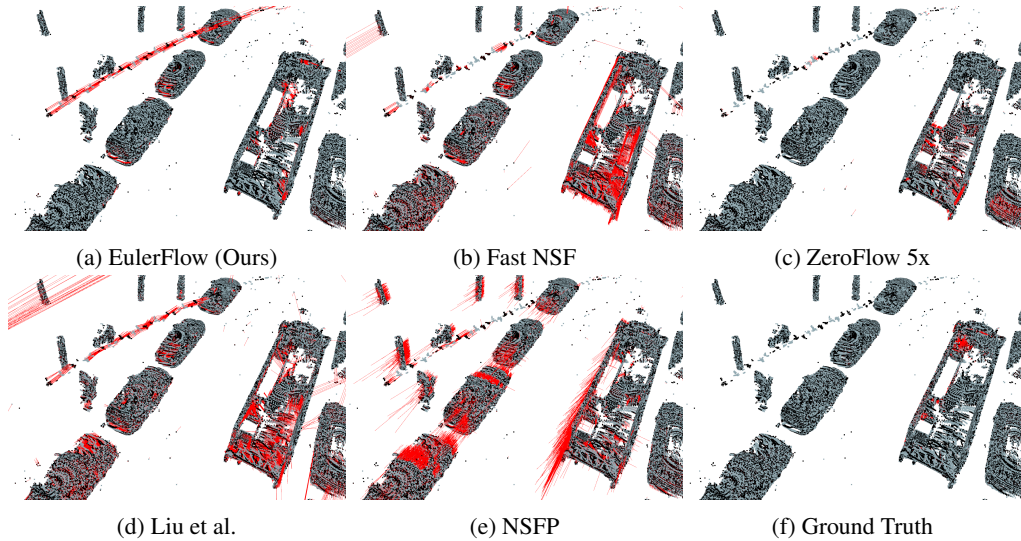 (a) EulerFlow (Ours)
(b) Fast NSF
(c) ZeroFlow 5x
(d) Liu et al.
(e) NSFP
(f) Ground Truth